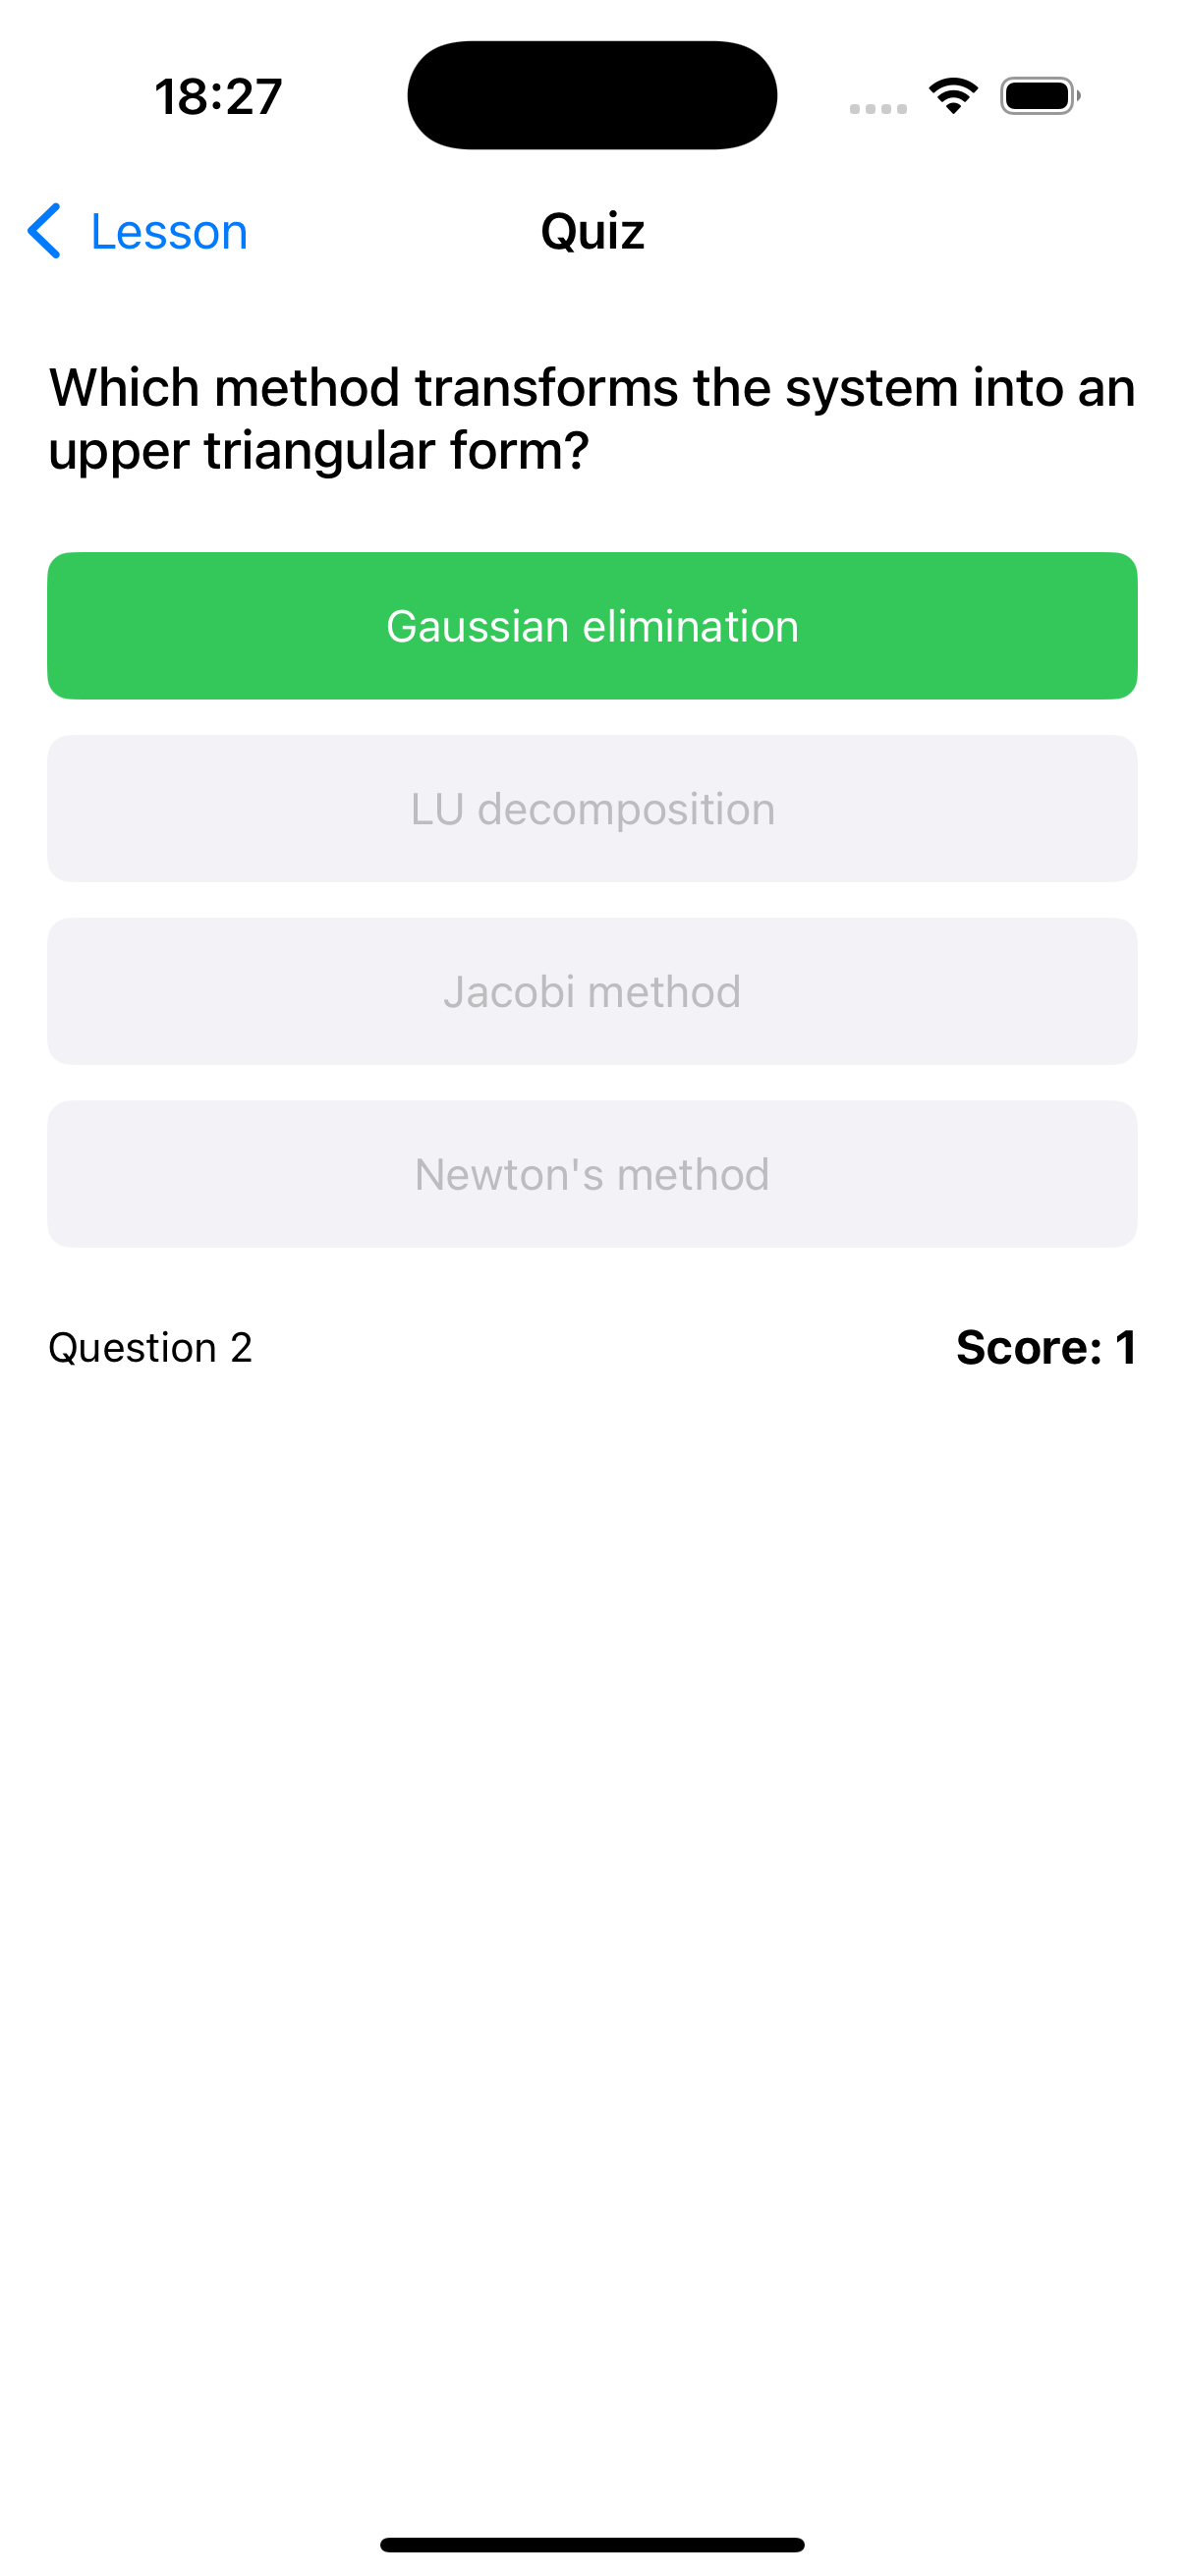 18:27
Lesson
Quiz
Which method transforms the system into an
upper triangular form?
Gaussian elimination
LU decomposition
Jacobi method
Newton's method
Question 2
Score: 1